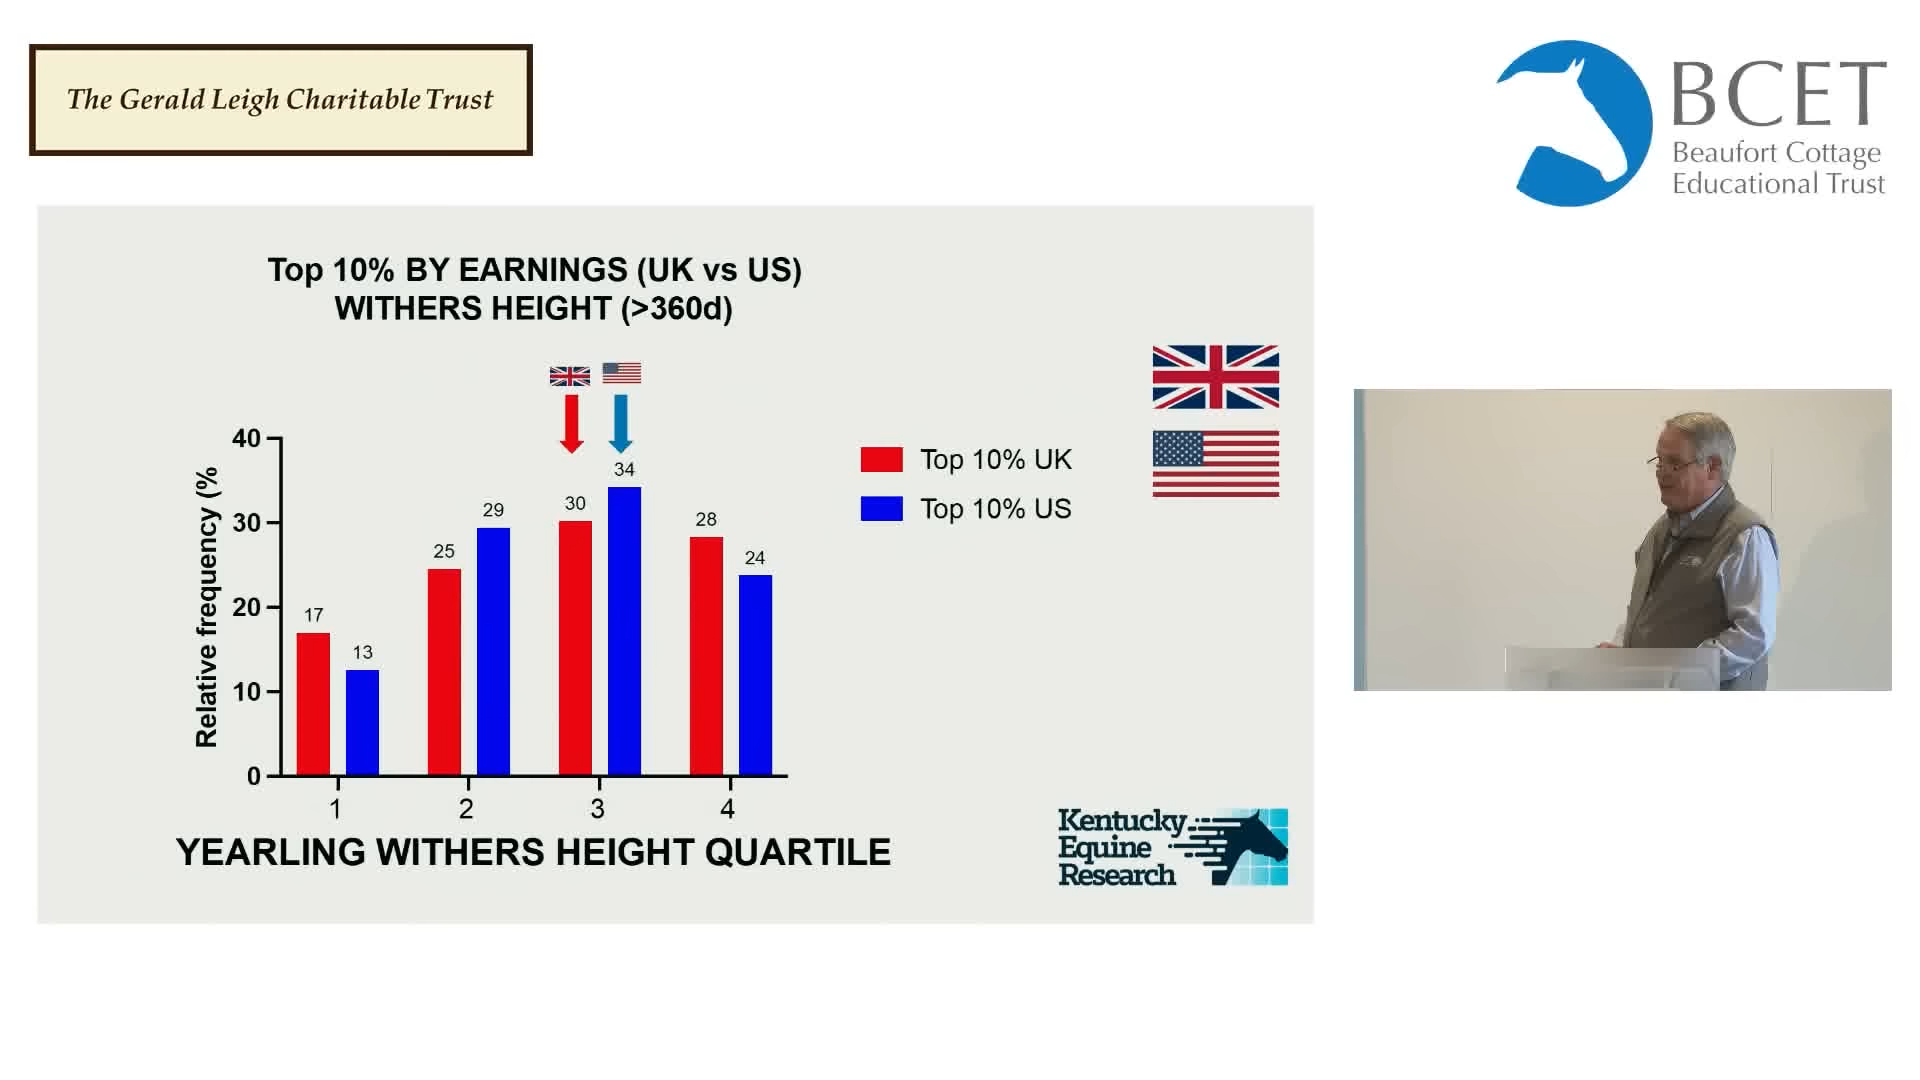 The Gerald Leigh Charitable Trust
BCET
Beaufort Cottage
Educational Trust
Top 10% BY EARNINGS (UK vs US)
WITHERS HEIGHT (>360d)
Relative frequency (%
40
30
20
10
0
17
13
25
29
30
34
28
24
1
2
3
4
YEARLING WITHERS HEIGHT QUARTILE
Top 10% UK
Top 10% US
Kentucky
Equine
Research